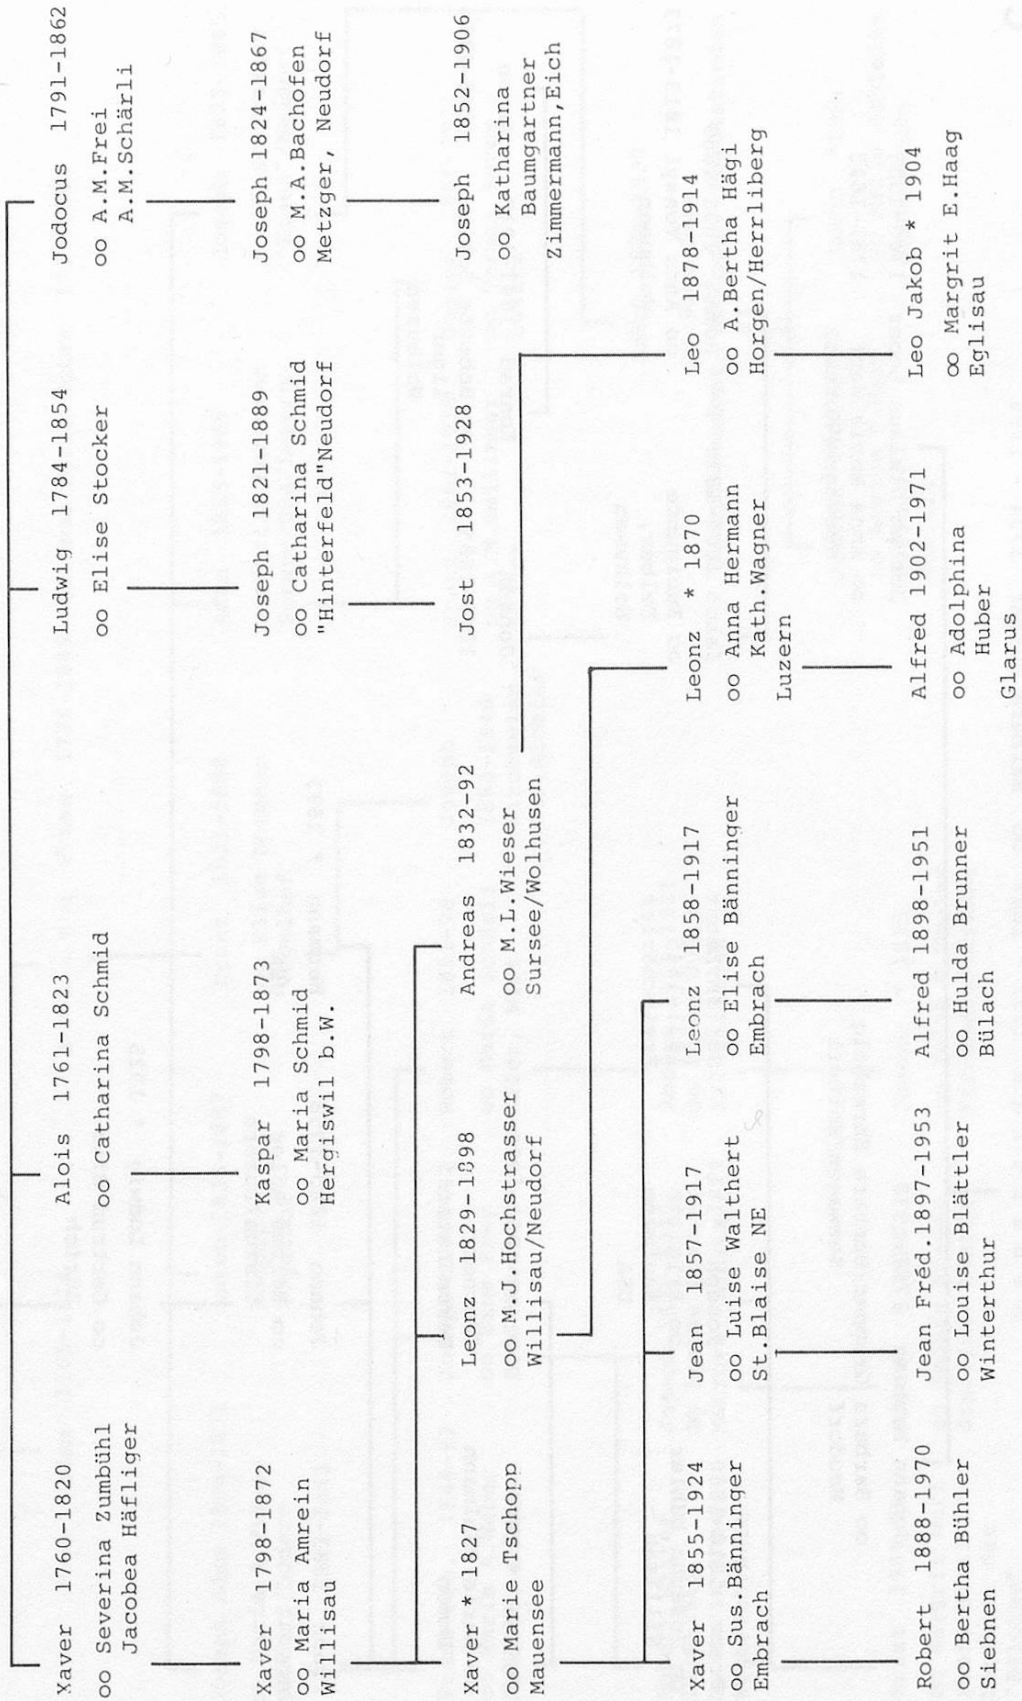 Xaver 1760-1820
oo Severina Zumbühl
Jacobea Häfliger
Alois 1761-1823
oo Catharina Schmid
Ludwig 1784-1854
oo Elise Stocker
Jodocus 1791-1862
oo A.M.Frei
A.M.Schärli
Xaver 1798-1872
oo Maria Amrein
Willisau
Kaspar 1798-1873
oo Maria Schmid
Hergiswil b.W.
Joseph 1821-1889
oo Catharina Schmid
"Hinterfeld"Neudorf
Joseph 1824-1867
oo M.A.Bachofen
Metzger, Neudorf
Xaver * 1827
oo Marie Tschopp
Mauensee
Leonz 1829-1898
oo M.J.Hochstrasser
Willisau/Neudorf
Andreas 1832-92
oo M.L.Wieser
Sursee/Wolhusen
Jost 1853-1928
Joseph 1852-1906
oo Katharina
Baumgartner
Zimmermann,Eich
Xaver 1855-1924
oo Sus.Bänninger
Embrach
Jean 1857-1917
oo Luise Walthert
St.Blaise NE
Leonz 1858-1917
oo Elise Bänninger
Embrach
Leonz * 1870
oo Anna Hermann
Kath.Wagner
Luzern
Leo 1878-1914
oo A.Bertha Hägi
Horgen/Herrliberg
Robert 1888-1970
oo Bertha Bühler
Siebnen
Jean Fréd.1897-1953
oo Louise Blättler
Winterthur
Alfred 1898-1951
oo Hulda Brunner
Bülach
Alfred 1902-1971
oo Adolphina
Huber
Glarus
Leo Jakob * 1904
oo Margrit E.Haag
Eglisau